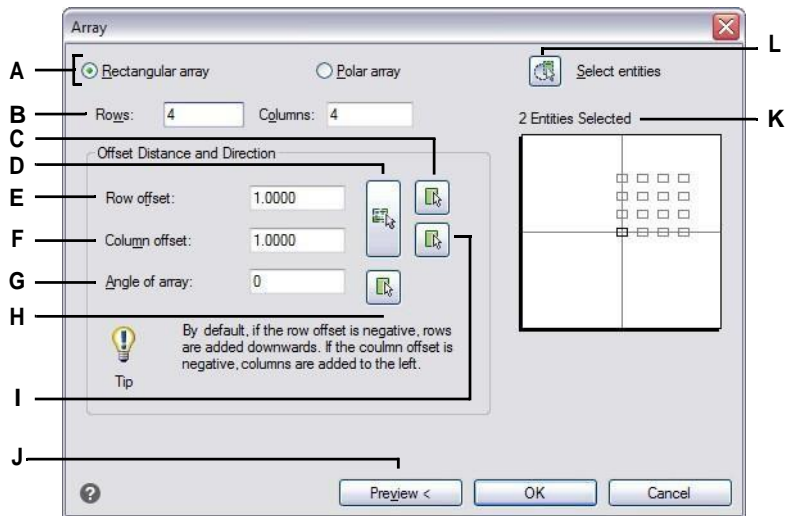 Array
L
A
Rectangular array
Polar array
Select entities
B
Rows:
4
Columns:
4
2 Entities Selected
K
C
D
Offset Distance and Direction
E
Row offset:
1.0000
F
Column offset:
1.0000
G
Angle of array:
0
H
By default, if the row offset is negative, rows
are added downwards. If the coulmn offset is
negative, columns are added to the left.
Tip
I
J
?
Preview <
OK
Cancel